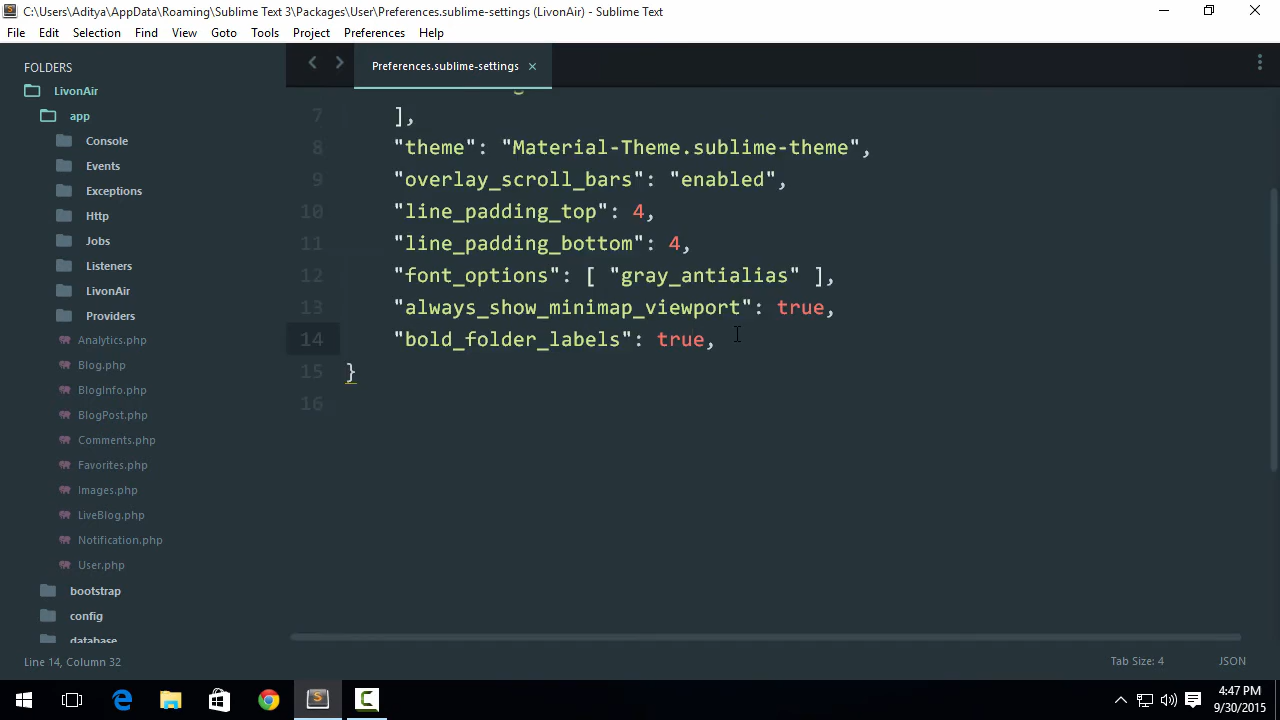 C:\Users\Aditya\AppData\Roaming\Sublime Text 3\Packages\User\Preferences.sublime-settings (LivonAir) - Sublime Text
File Edit Selection Find View Goto Tools Project Preferences Help
FOLDERS
LivonAir
app
Console
Events
Exceptions
Http
Jobs
Listeners
LivonAir
Providers
Analytics.php
Blog.php
BlogInfo.php
BlogPost.php
Comments.php
Favorites.php
Images.php
LiveBlog.php
Notification.php
User.php
bootstrap
config
database
Preferences.sublime-settings ×
7 ],
8 "theme": "Material-Theme.sublime-theme",
9 "overlay_scroll_bars": "enabled",
10 "line_padding_top": 4,
11 "line_padding_bottom": 4,
12 "font_options": [ "gray_antialias" ],
13 "always_show_minimap_viewport": true,
14 "bold_folder_labels": true,
15 }
16
Line 14, Column 32
Tab Size: 4
JSON
4:47 PM
9/30/2015